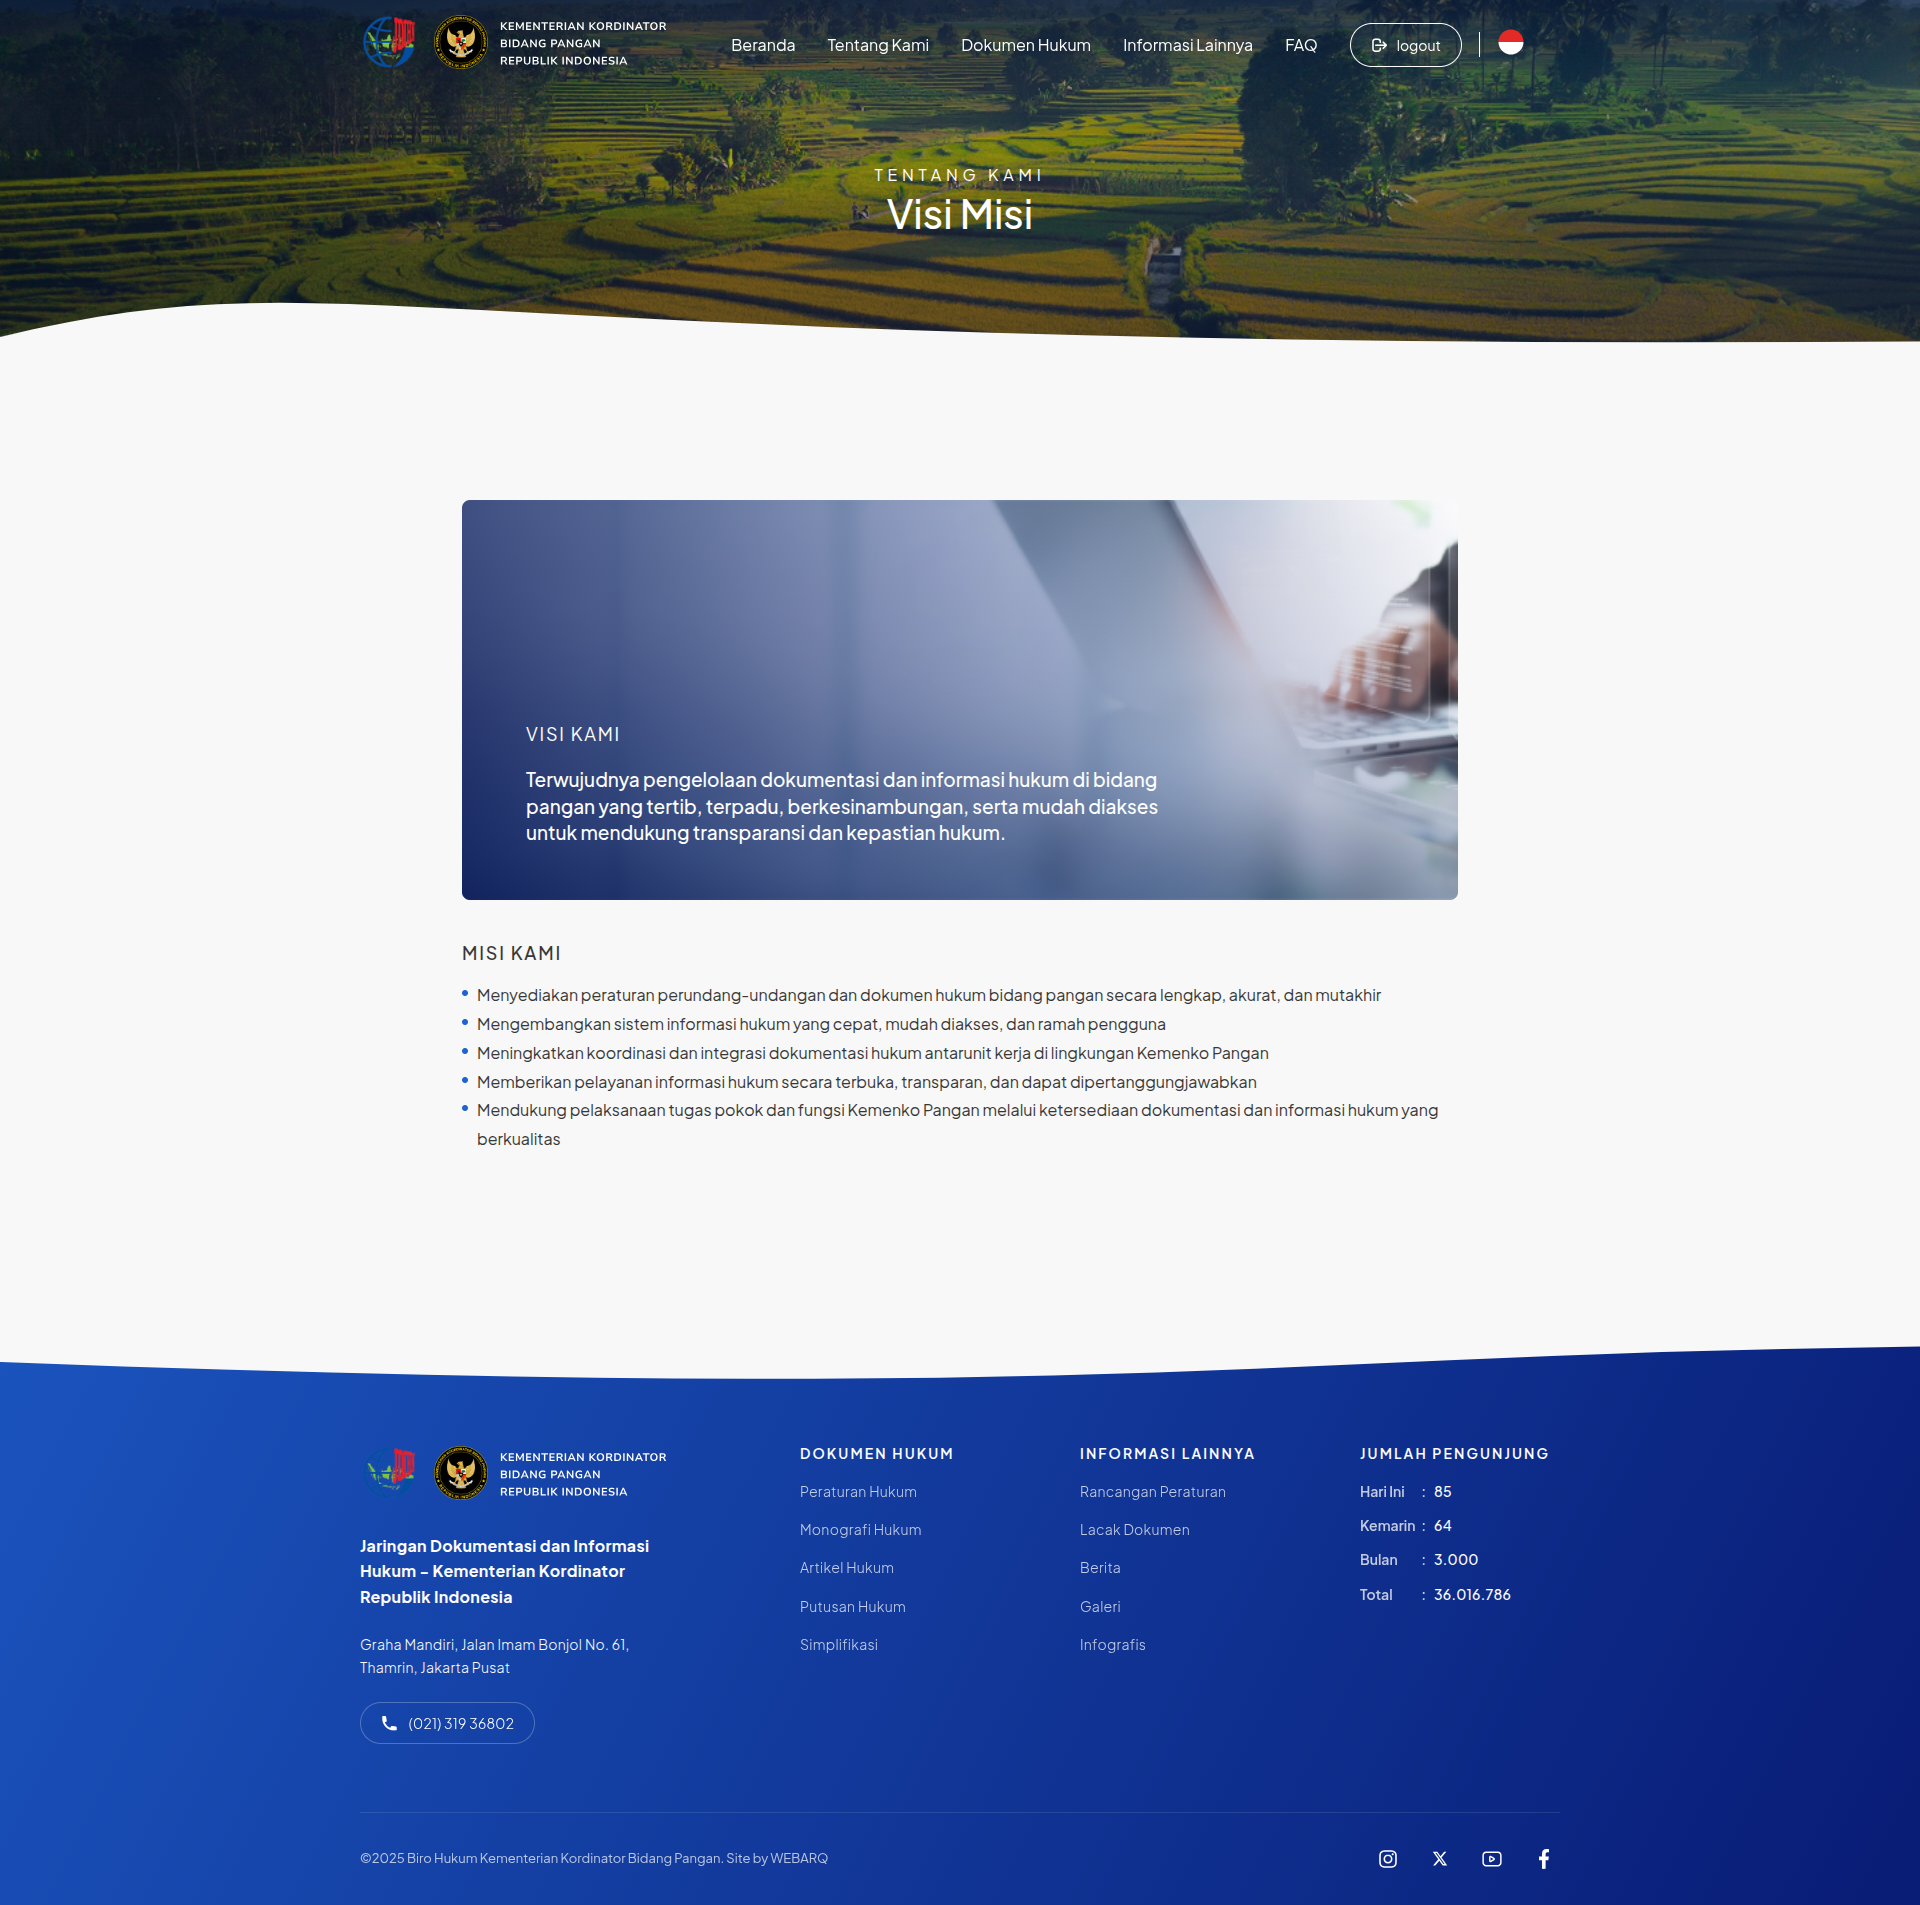 KEMENTERIAN KORDINATOR
BIDANG PANGAN
REPUBLIK INDONESIA
Beranda
Tentang Kami
Dokumen Hukum
Informasi Lainnya
FAQ
logout
TENTANG KAMI
Visi Misi
VISI KAMI
Terwujudnya pengelolaan dokumentasi dan informasi hukum di bidang
pangan yang tertib, terpadu, berkesinambungan, serta mudah diakses
untuk mendukung transparansi dan kepastian hukum.
MISI KAMI
Menyediakan peraturan perundang-undangan dan dokumen hukum bidang pangan secara lengkap, akurat, dan mutakhir
Mengembangkan sistem informasi hukum yang cepat, mudah diakses, dan ramah pengguna
Meningkatkan koordinasi dan integrasi dokumentasi hukum antarunit kerja di lingkungan Kemenko Pangan
Memberikan pelayanan informasi hukum secara terbuka, transparan, dan dapat dipertanggungjawabkan
Mendukung pelaksanaan tugas pokok dan fungsi Kemenko Pangan melalui ketersediaan dokumentasi dan informasi hukum yang
berkualitas
KEMENTERIAN KORDINATOR
BIDANG PANGAN
REPUBLIK INDONESIA
Jaringan Dokumentasi dan Informasi
Hukum – Kementerian Kordinator
Republik Indonesia
Graha Mandiri, Jalan Imam Bonjol No. 61,
Thamrin, Jakarta Pusat
(021) 319 36802
DOKUMEN HUKUM
Peraturan Hukum
Monografi Hukum
Artikel Hukum
Putusan Hukum
Simplifikasi
INFORMASI LAINNYA
Rancangan Peraturan
Lacak Dokumen
Berita
Galeri
Infografis
JUMLAH PENGUNJUNG
Hari Ini : 85
Kemarin : 64
Bulan : 3.000
Total : 36.016.786
©2025 Biro Hukum Kementerian Kordinator Bidang Pangan. Site by WEBARQ